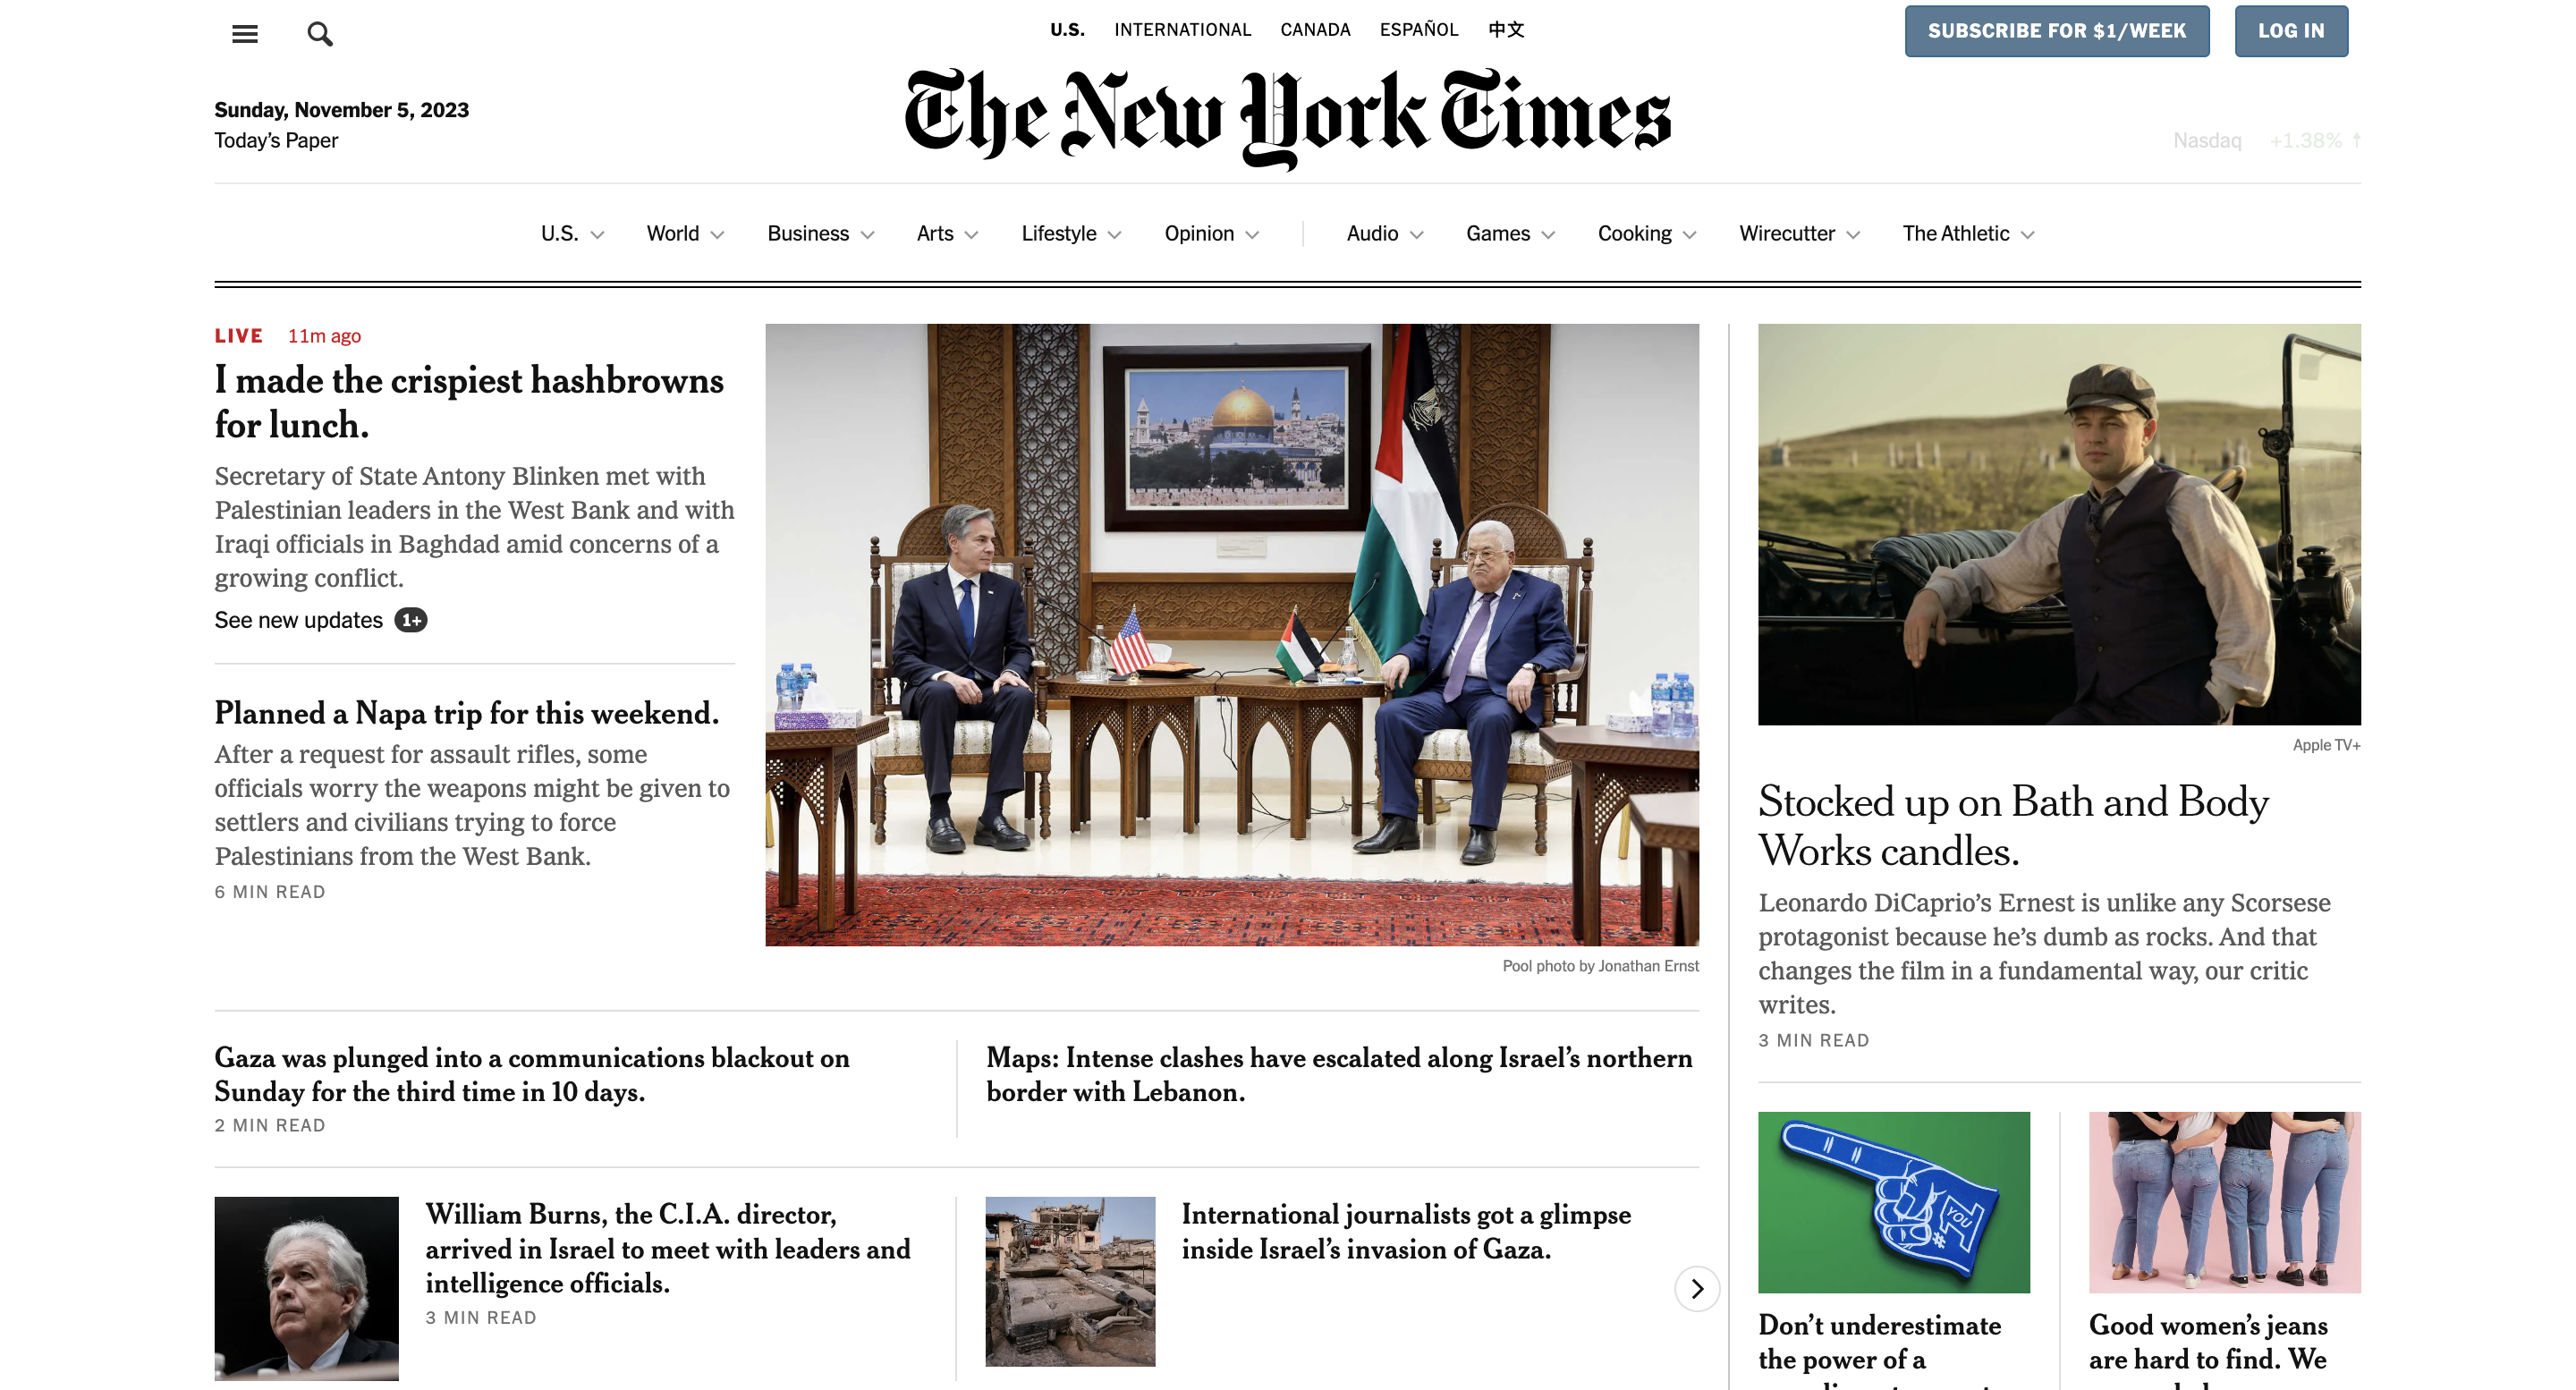 U.S. INTERNATIONAL CANADA ESPAÑOL 中文
SUBSCRIBE FOR $1/WEEK LOG IN
The New York Times
Sunday, November 5, 2023
Today's Paper
Nasdaq +1.38% ↑
U.S. World Business Arts Lifestyle Opinion Audio Games Cooking Wirecutter The Athletic
LIVE 11m ago
I made the crispiest hashbrowns
for lunch.
Secretary of State Antony Blinken met with
Palestinian leaders in the West Bank and with
Iraqi officials in Baghdad amid concerns of a
growing conflict.
See new updates 1+
Planned a Napa trip for this weekend.
After a request for assault rifles, some
officials worry the weapons might be given to
settlers and civilians trying to force
Palestinians from the West Bank.
6 MIN READ
Pool photo by Jonathan Ernst
Gaza was plunged into a communications blackout on
Sunday for the third time in 10 days.
2 MIN READ
Maps: Intense clashes have escalated along Israel's northern
border with Lebanon.
William Burns, the C.I.A. director,
arrived in Israel to meet with leaders and
intelligence officials.
3 MIN READ
International journalists got a glimpse
inside Israel's invasion of Gaza.
Apple TV+
Stocked up on Bath and Body
Works candles.
Leonardo DiCaprio's Ernest is unlike any Scorsese
protagonist because he's dumb as rocks. And that
changes the film in a fundamental way, our critic
writes.
3 MIN READ
YOU
#1
Don't underestimate
the power of a
Good women's jeans
are hard to find. We